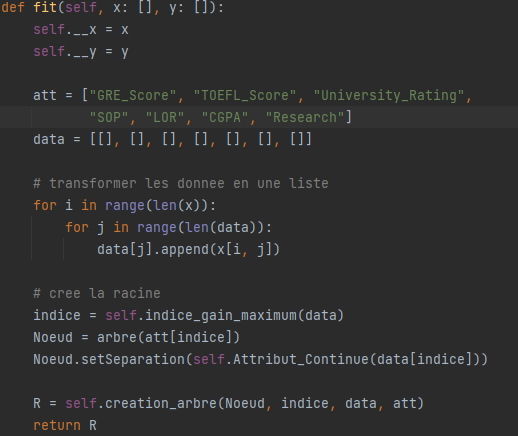 def fit(self, x: [], y: []):
    self.__x = x
    self.__y = y

    att = ["GRE_Score", "TOEFL_Score", "University_Rating",
           "SOP", "LOR", "CGPA", "Research"]
    data = [[], [], [], [], [], [], []]

    # transformer les donnee en une liste
    for i in range(len(x)):
        for j in range(len(data)):
            data[j].append(x[i, j])

    # cree la racine
    indice = self.indice_gain_maximum(data)
    Noeud = arbre(att[indice])
    Noeud.setSeparation(self.Attribut_Continue(data[indice]))

    R = self.creation_arbre(Noeud, indice, data, att)
    return R